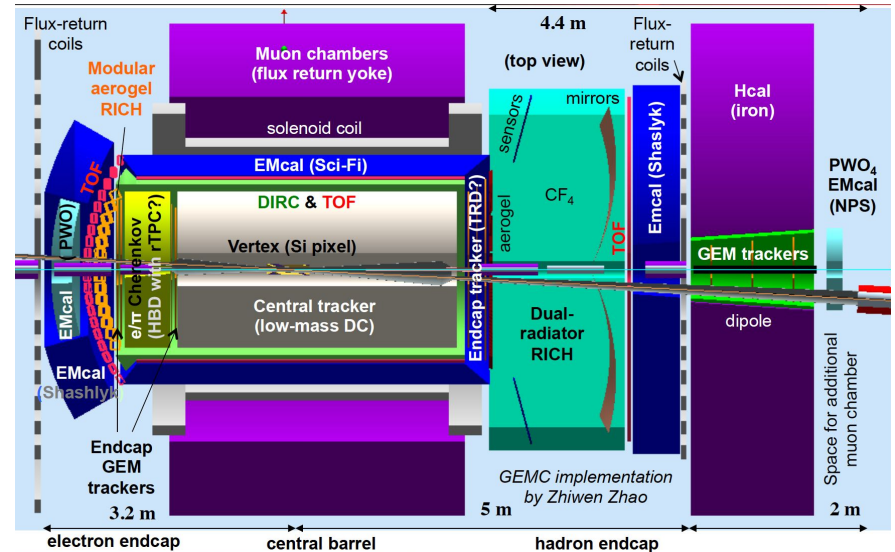 Flux-return
coils
Modular
aerogel
RICH
Muon chambers
(flux return yoke)
4.4 m
(top view)
Flux-
return
coils
Hcal
(iron)
solenoid coil
sensors
mirrors
EMcal (Sci-Fi)
TOF
DIRC & TOF
Vertex (Si pixel)
Central tracker
(low-mass DC)
EMcal (PWO)
EMcal
(Shashlyk)
e/π Cherenkov
(HBD with rTPC?)
Endcap tracker (TRD?)
aerogel
CF4
TOF
Emcal (Shaslyk)
PWO4
EMcal
(NPS)
GEM trackers
dipole
Dual-
radiator
RICH
Endcap
GEM
trackers
GEMC implementation
by Zhiwen Zhao
Space for additional
muon chamber
3.2 m
5 m
2 m
electron endcap
central barrel
hadron endcap